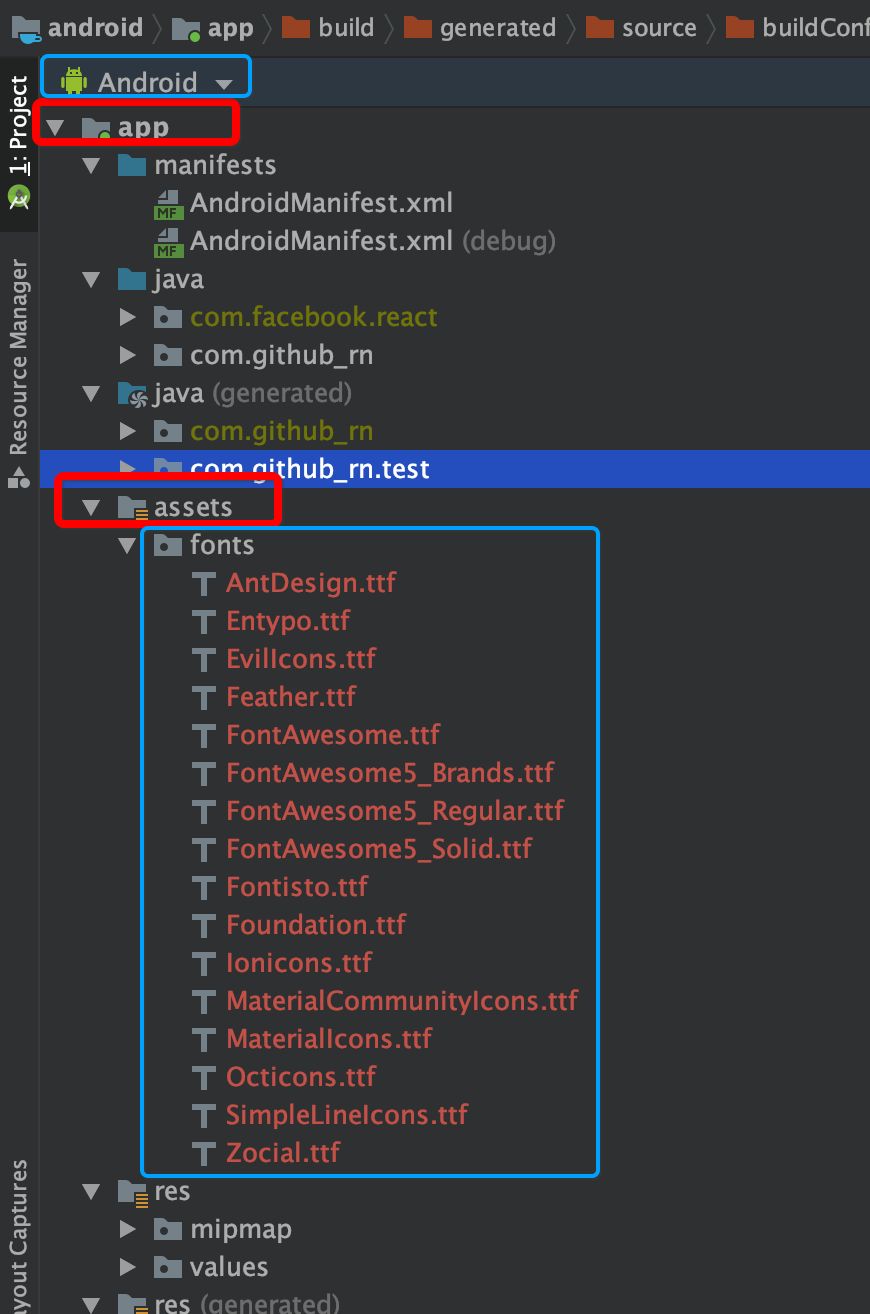 android app build generated source buildConf
Android
1: Project
app
manifests
AndroidManifest.xml
AndroidManifest.xml (debug)
java
com.facebook.react
com.github_rn
java (generated)
com.github_rn
com.github_rn.test
Resource Manager
assets
fonts
AntDesign.ttf
Entypo.ttf
EvilIcons.ttf
Feather.ttf
FontAwesome.ttf
FontAwesome5_Brands.ttf
FontAwesome5_Regular.ttf
FontAwesome5_Solid.ttf
Fontisto.ttf
Foundation.ttf
Ionicons.ttf
MaterialCommunityIcons.ttf
MaterialIcons.ttf
Octicons.ttf
SimpleLineIcons.ttf
Zocial.ttf
res
mipmap
values
res (generated)
ayout Captures